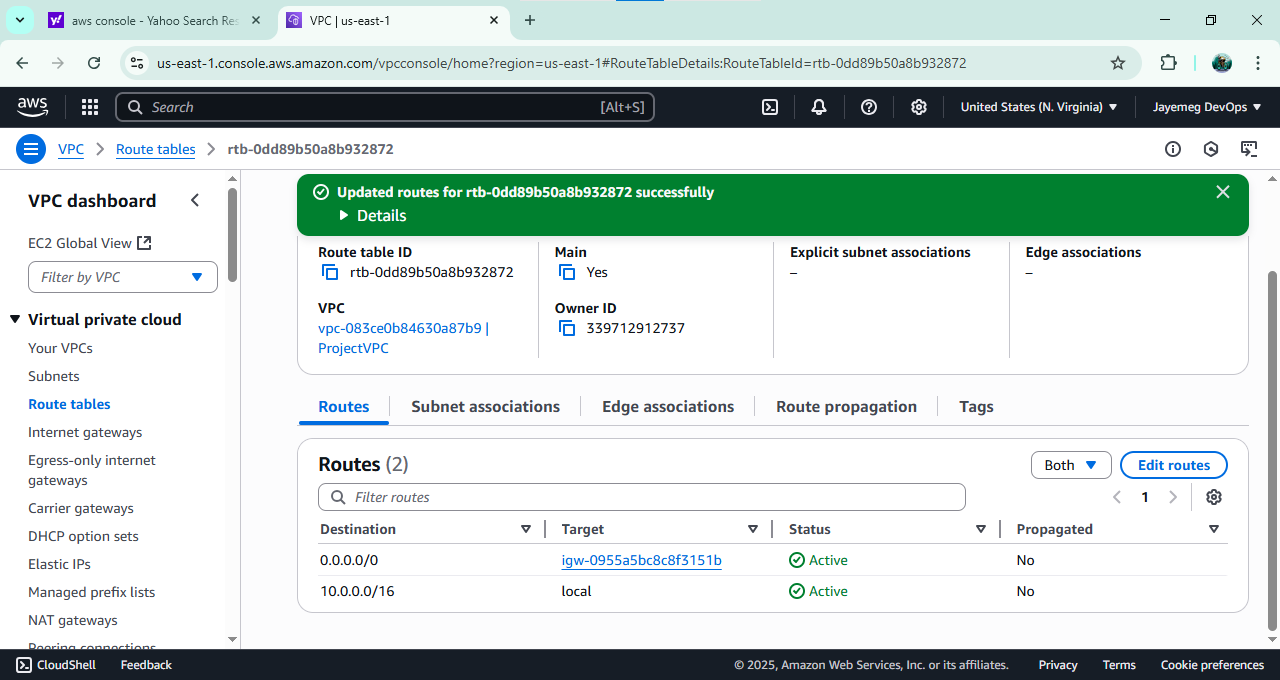 aws console - Yahoo Search Res
VPC | us-east-1
us-east-1.console.aws.amazon.com/vpcconsole/home?region=us-east-1#RouteTableDetails:RouteTableId=rtb-0dd89b50a8b932872
aws
Search
[Alt+S]
United States (N. Virginia)
Jayemeg DevOps
VPC
Route tables
rtb-0dd89b50a8b932872
VPC dashboard
EC2 Global View
Filter by VPC
Virtual private cloud
Your VPCs
Subnets
Route tables
Internet gateways
Egress-only internet
gateways
Carrier gateways
DHCP option sets
Elastic IPs
Managed prefix lists
NAT gateways
Peering connections
Updated routes for rtb-0dd89b50a8b932872 successfully
Details
Route table ID
rtb-0dd89b50a8b932872
VPC
vpc-083ce0b84630a87b9 |
ProjectVPC
Main
Yes
Owner ID
339712912737
Explicit subnet associations
–
Edge associations
–
Routes
Subnet associations
Edge associations
Route propagation
Tags
Routes (2)
Both
Edit routes
Filter routes
1
Destination
Target
Status
Propagated
0.0.0.0/0
igw-0955a5bc8c8f3151b
Active
No
10.0.0.0/16
local
Active
No
CloudShell
Feedback
© 2025, Amazon Web Services, Inc. or its affiliates.
Privacy
Terms
Cookie preferences